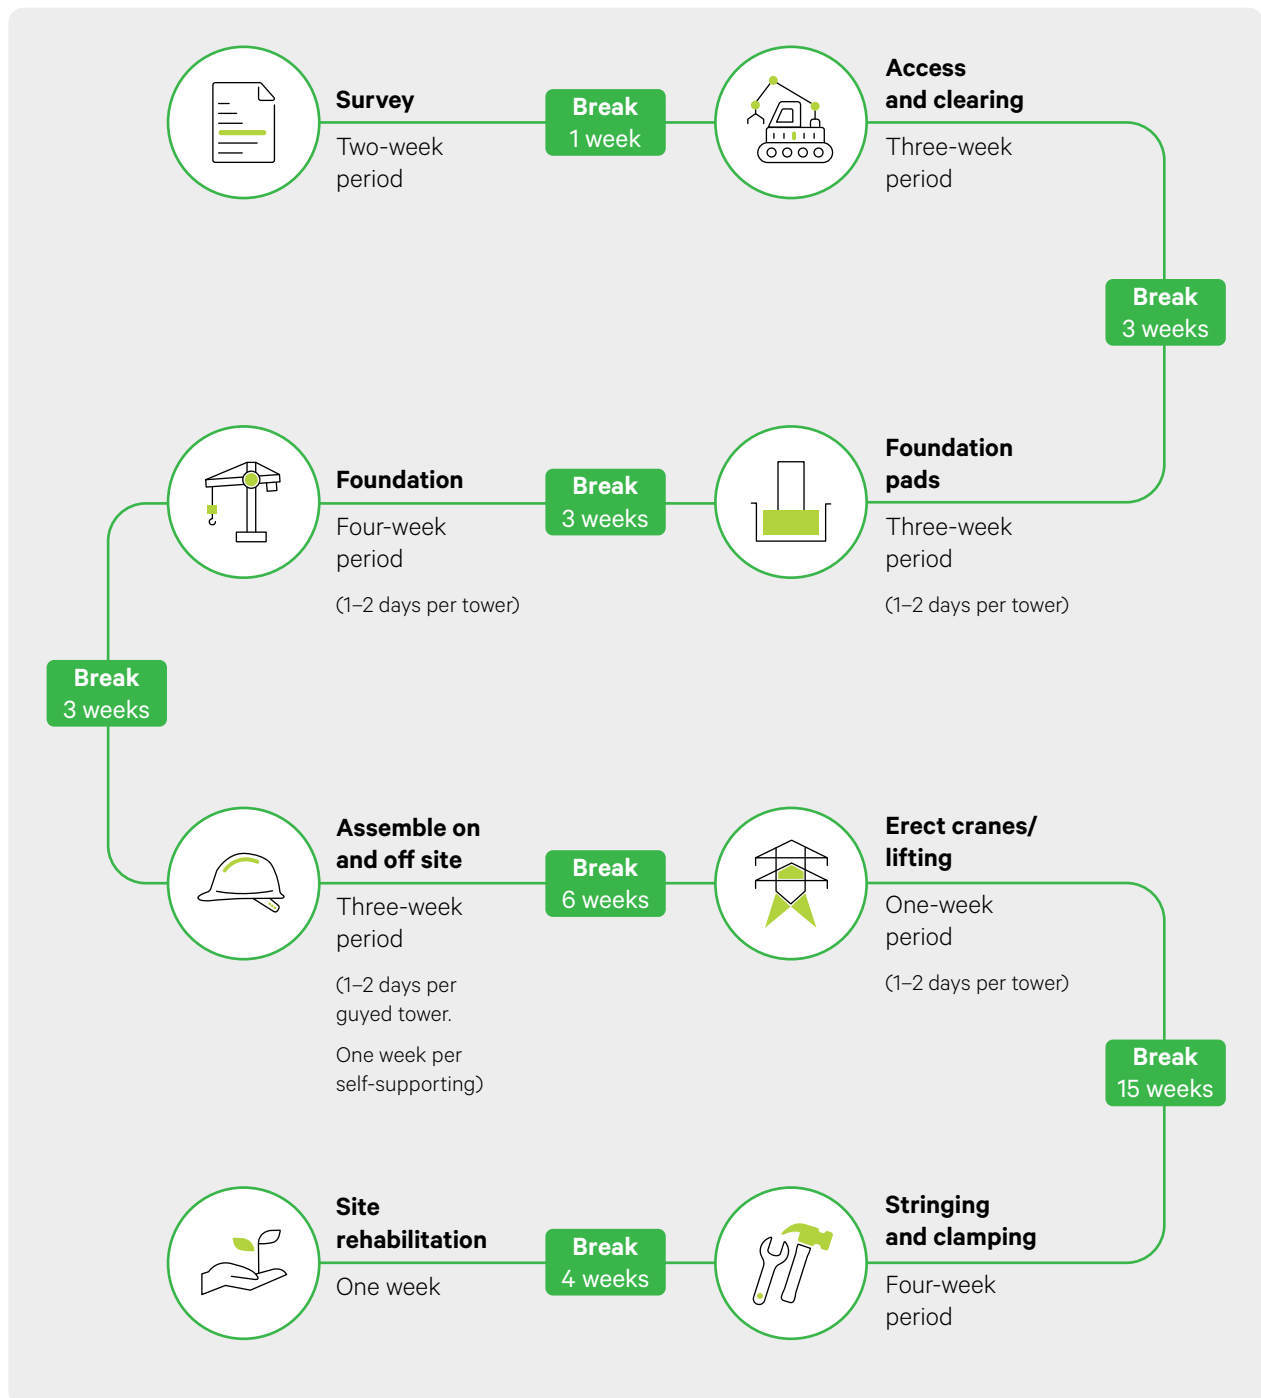 Survey
Two-week
period
Break
1 week
Access
and clearing
Three-week
period
Break
3 weeks
Foundation
pads
Three-week
period
(1–2 days per tower)
Break
3 weeks
Foundation
Four-week
period
(1–2 days per tower)
Break
3 weeks
Assemble on
and off site
Three-week
period
(1–2 days per
guyed tower.
One week per
self-supporting)
Break
6 weeks
Erect cranes/
lifting
One-week
period
(1–2 days per tower)
Break
15 weeks
Stringing
and clamping
Four-week
period
Break
4 weeks
Site
rehabilitation
One week